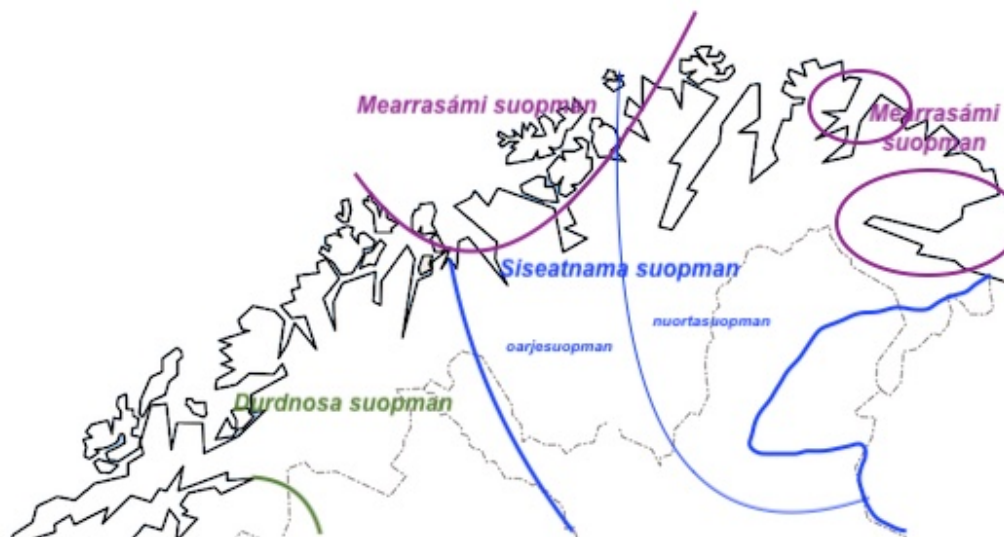 Mearrasámi suopman
Mearrasámi
suopman
Siseatnama suopman
nuortasuopman
oarjesuopman
Durdnosa suopman